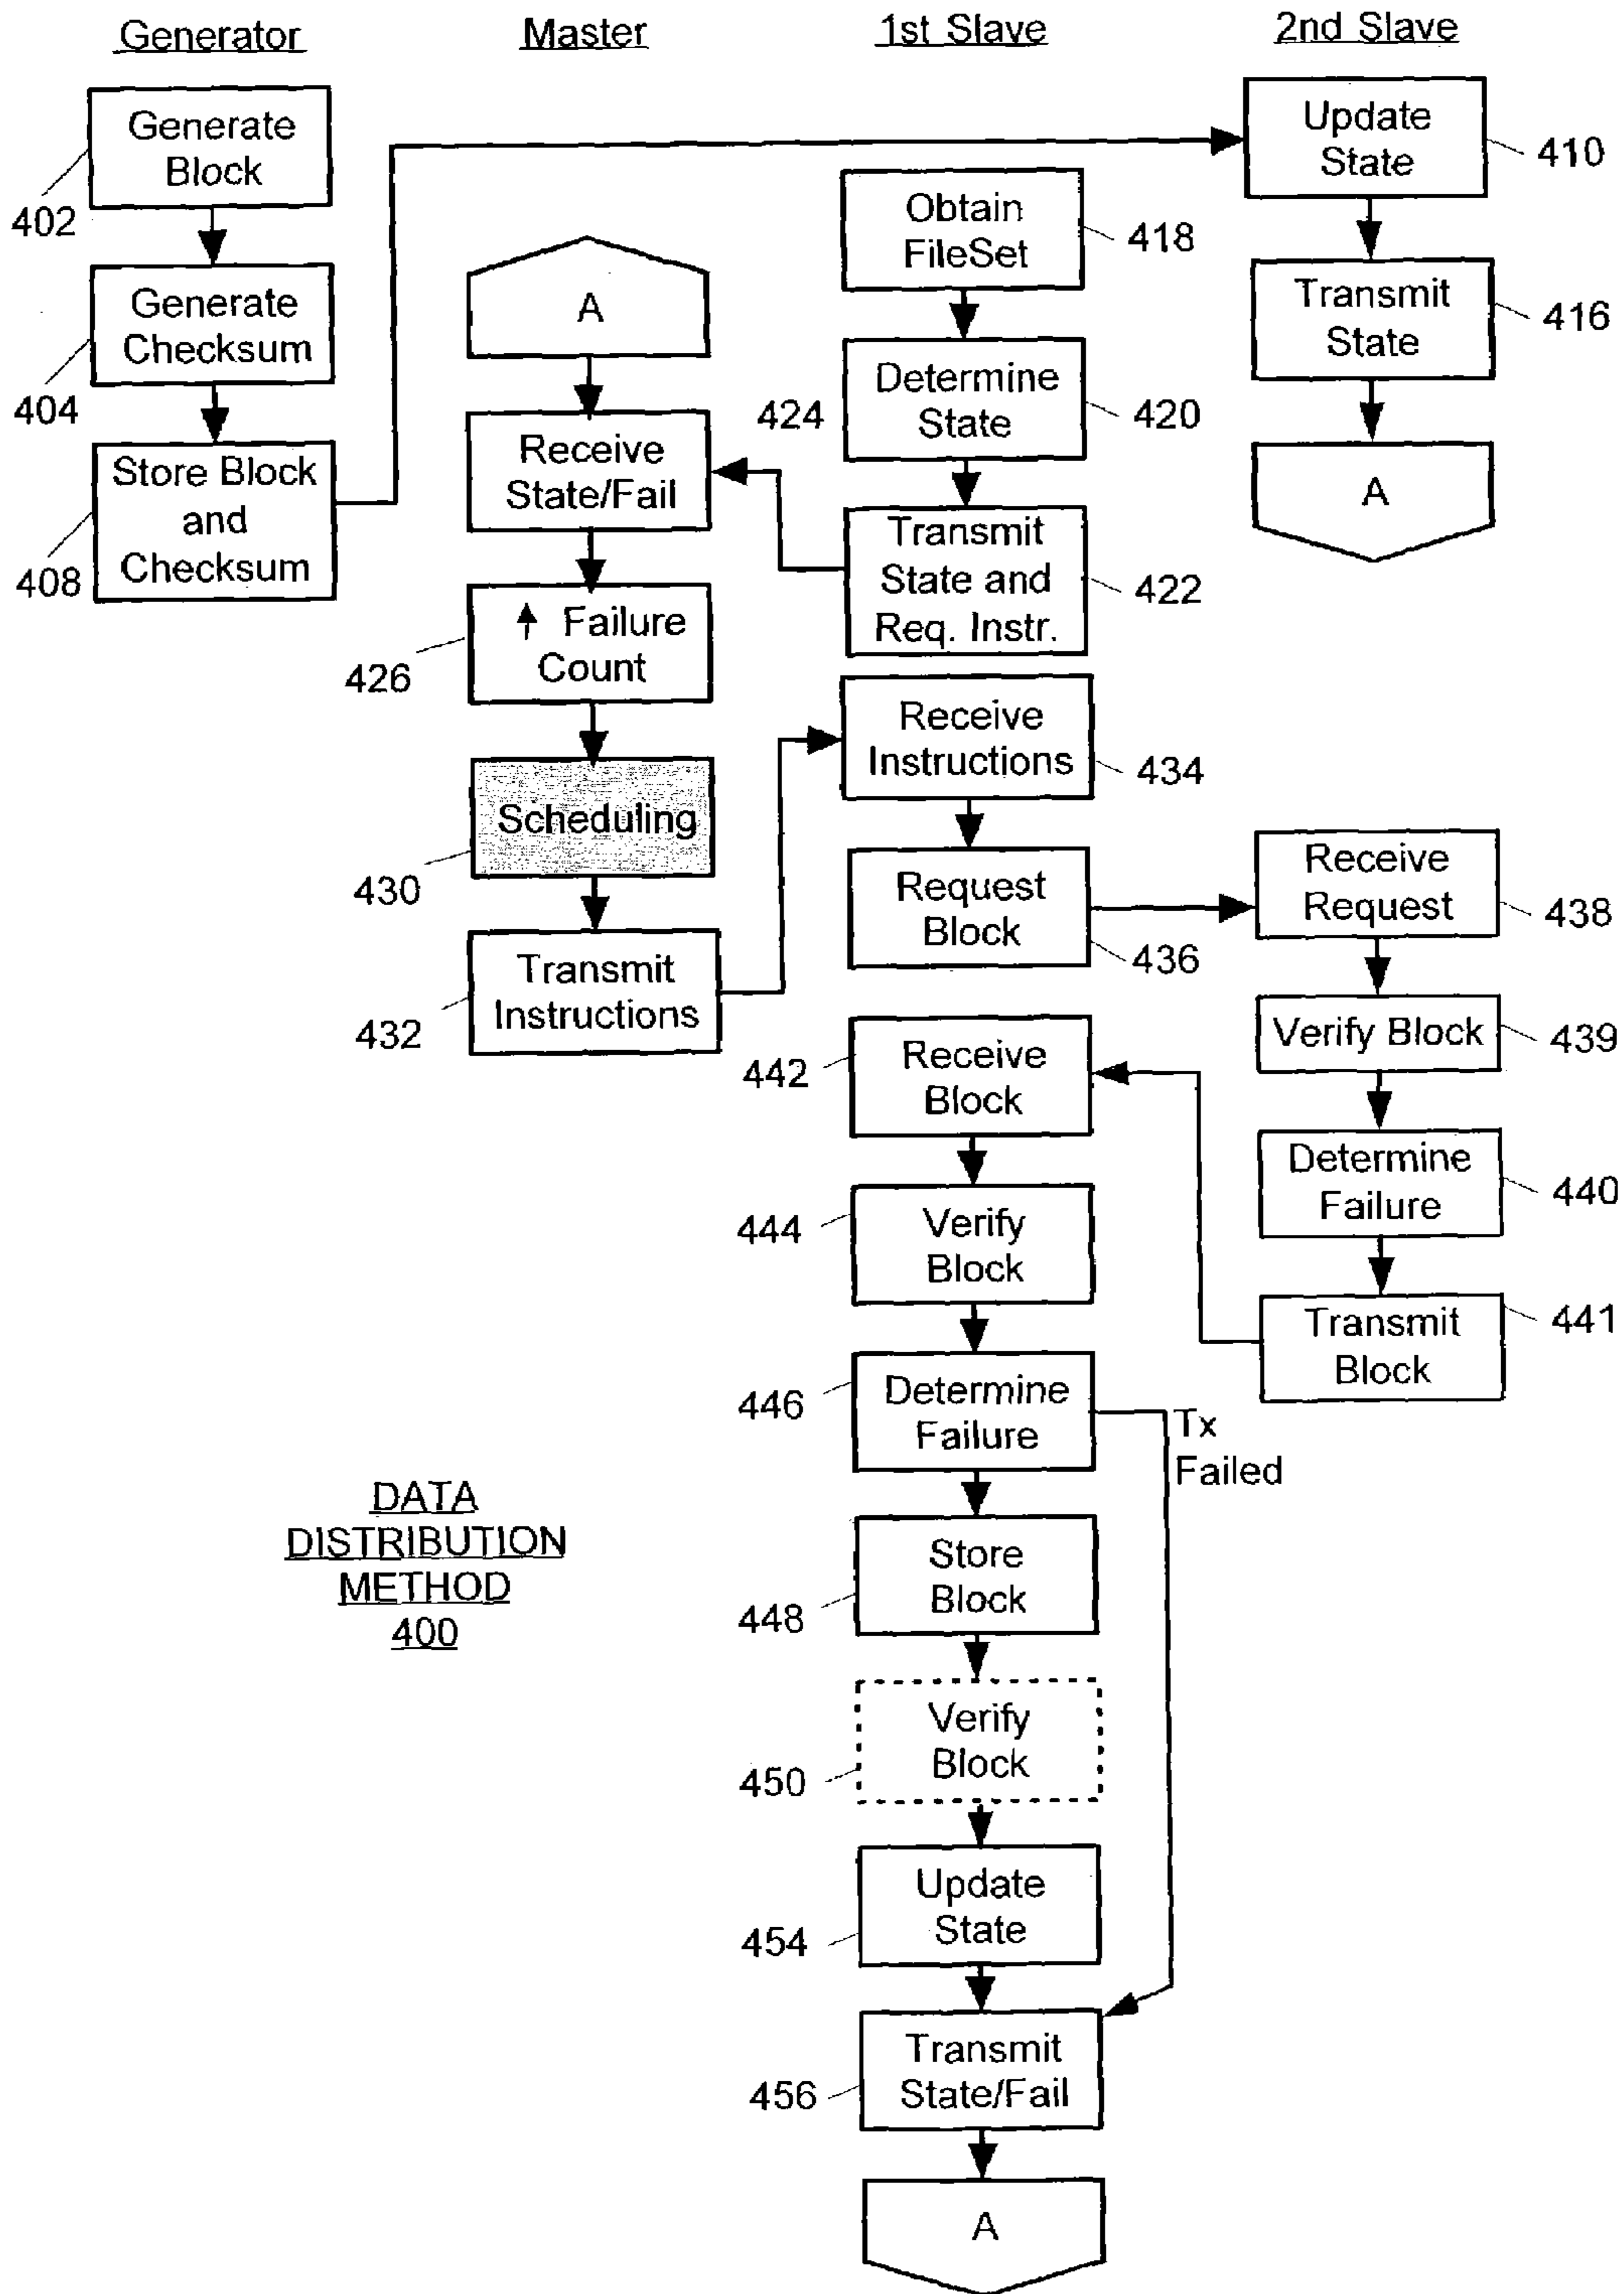 Generator
Generate
Block
402
Generate
Checksum
404
Store Block
and
Checksum
408
Master
A
Receive
State/Fail
424
↑ Failure
Count
426
Scheduling
430
Transmit
Instructions
432
1st Slave
Obtain
FileSet
418
Determine
State
420
Transmit
State and
Req. Instr.
422
Receive
Instructions
434
Request
Block
436
Receive
Block
442
Verify
Block
444
Determine
Failure
446
Tx
Failed
Store
Block
448
Verify
Block
450
Update
State
454
Transmit
State/Fail
456
A
2nd Slave
Update
State
410
Transmit
State
416
A
Receive
Request
438
Verify Block
439
Determine
Failure
440
Transmit
Block
441
DATA
DISTRIBUTION
METHOD
400